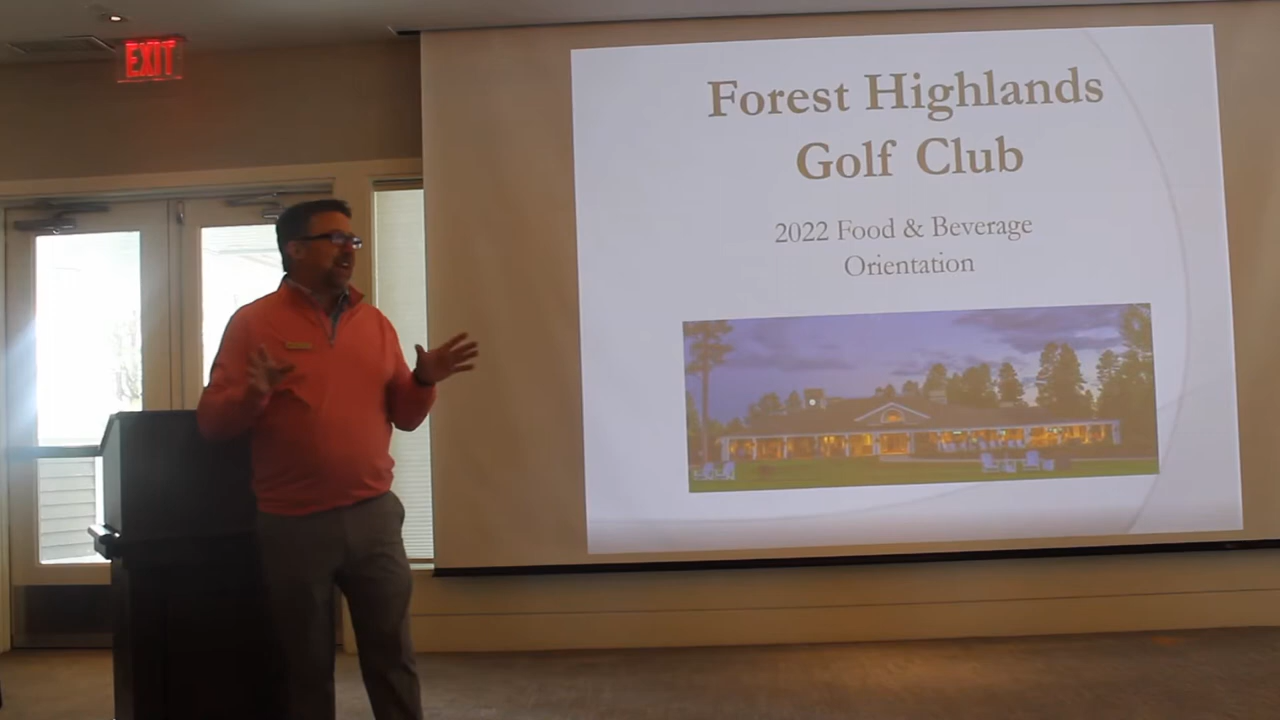 EXIT
Forest Highlands
Golf Club
2022 Food & Beverage
Orientation